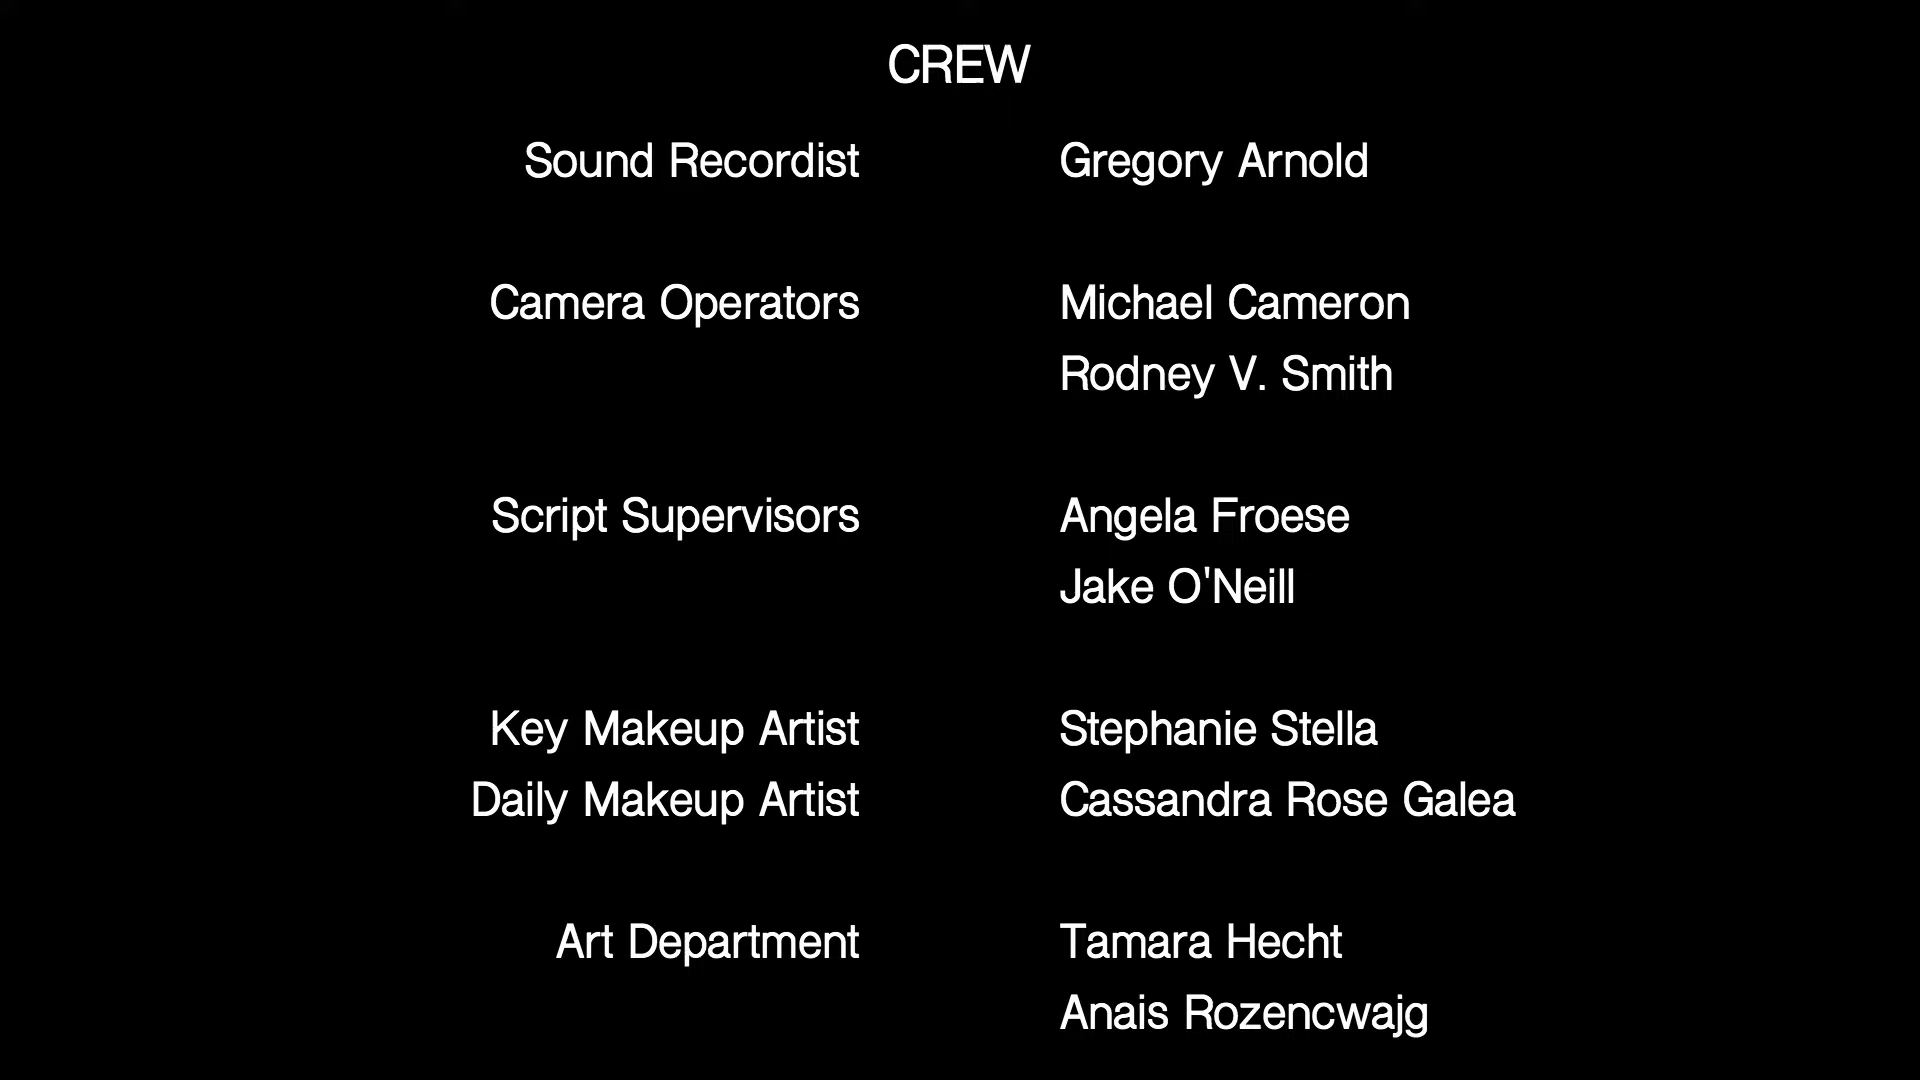 CREW
Sound Recordist Gregory Arnold
Camera Operators Michael Cameron
Rodney V. Smith
Script Supervisors Angela Froese
Jake O'Neill
Key Makeup Artist Stephanie Stella
Daily Makeup Artist Cassandra Rose Galea
Art Department Tamara Hecht
Anais Rozencwajg